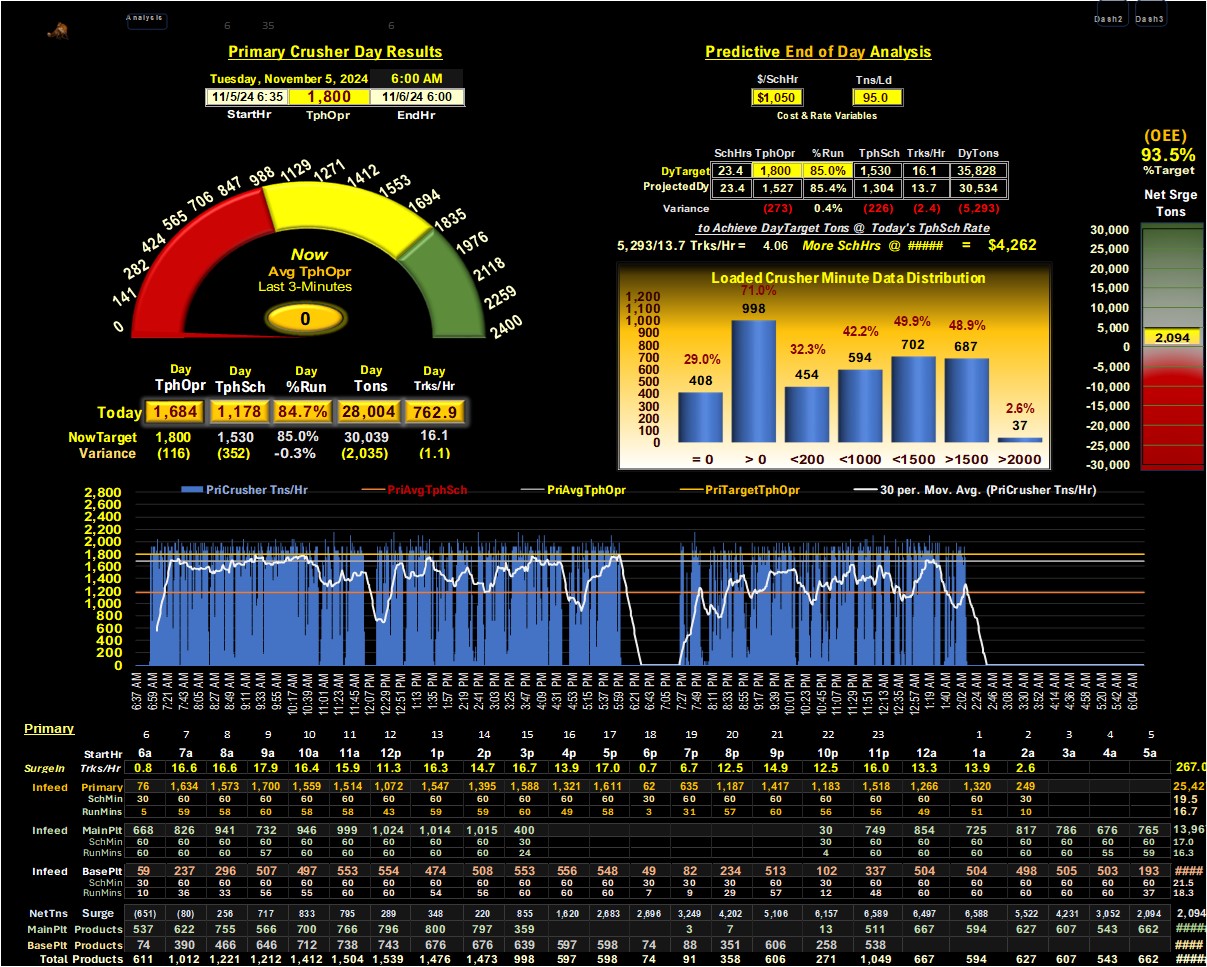 Analysis 6 35 6 Dash2 Dash3
Primary Crusher Day Results
Predictive End of Day Analysis
Tuesday, November 5, 2024 6:00 AM
11/5/24 6:35 1,800 11/6/24 6:00
StartHr TphOpr EndHr
$/SchHr Tns/Ld
$1,050 95.0
Cost & Rate Variables
(OEE)
93.5%
%Target
Net Srge
Tons
SchHrs TphOpr %Run TphSch Trks/Hr DyTons
DyTarget 23.4 1,800 85.0% 1,530 16.1 35,828
ProjectedDy 23.4 1,527 85.4% 1,304 13.7 30,534
Variance (273) 0.4% (226) (2.4) (5,293)
to Achieve DayTarget Tons @ Today's TphSch Rate
5,293/13.7 Trks/Hr = 4.06 More SchHrs @ ##### = $4,262
0 141 282 424 565 706 847 988 1129 1271 1412 1553 1694 1835 1976 2118 2259 2400
Now
Avg TphOpr
Last 3-Minutes
0
Loaded Crusher Minute Data Distribution
1,200
1,100
1,000
900
800
700
600
500
400
300
200
100
0
29.0% 71.0% 32.3% 42.2% 49.9% 48.9% 2.6%
408 998 454 594 702 687 37
= 0 > 0 <200 <1000 <1500 >1500 >2000
30,000
25,000
20,000
15,000
10,000
5,000
2,094
0
-5,000
-10,000
-15,000
-20,000
-25,000
-30,000
Day Day Day Day Day
TphOpr TphSch %Run Tons Trks/Hr
Today 1,684 1,178 84.7% 28,004 762.9
NowTarget 1,800 1,530 85.0% 30,039 16.1
Variance (116) (352) -0.3% (2,035) (1.1)
PriCrusher Tns/Hr PriAvgTphSch PriAvgTphOpr PriTargetTphOpr 30 per. Mov. Avg. (PriCrusher Tns/Hr)
2,800
2,600
2,400
2,200
2,000
1,800
1,600
1,400
1,200
1,000
800
600
400
200
0
6:37 AM 6:59 AM 7:21 AM 7:43 AM 8:05 AM 8:27 AM 8:49 AM 9:11 AM 9:33 AM 9:55 AM 10:17 AM 10:39 AM 11:01 AM 11:23 AM 11:45 AM 12:07 PM 12:29 PM 12:51 PM 1:13 PM 1:35 PM 1:57 PM 2:19 PM 2:41 PM 3:03 PM 3:25 PM 3:47 PM 4:09 PM 4:31 PM 4:53 PM 5:15 PM 5:37 PM 5:59 PM 6:21 PM 6:43 PM 7:05 PM 7:27 PM 7:49 PM 8:11 PM 8:33 PM 8:55 PM 9:17 PM 9:39 PM 10:01 PM 10:23 PM 10:45 PM 11:07 PM 11:29 PM 11:51 PM 12:13 AM 12:35 AM 12:57 AM 1:19 AM 1:40 AM 2:02 AM 2:24 AM 2:46 AM 3:08 AM 3:30 AM 3:52 AM 4:14 AM 4:36 AM 4:58 AM 5:20 AM 5:42 AM 6:04 AM
Primary
6 7 8 9 10 11 12 13 14 15 16 17 18 19 20 21 22 23 1 2 3 4 5
StartHr 6a 7a 8a 9a 10a 11a 12p 1p 2p 3p 4p 5p 6p 7p 8p 9p 10p 11p 12a 1a 2a 3a 4a 5a
SurgeIn Trks/Hr 0.8 16.6 16.6 17.9 16.4 15.9 11.3 16.3 14.7 16.7 13.9 17.0 0.7 6.7 12.5 14.9 12.5 16.0 13.3 13.9 2.6 267.0
Infeed Primary 76 1,634 1,573 1,700 1,559 1,514 1,072 1,547 1,395 1,588 1,321 1,611 62 635 1,187 1,417 1,183 1,518 1,266 1,320 249 25,42
SchMin 30 60 60 60 60 60 60 60 60 60 60 60 30 60 60 60 60 60 60 60 30 19.5
RunMins 5 59 58 60 58 58 43 60 59 60 49 58 3 31 57 60 56 56 49 51 10 16.7
Infeed MainPlt 668 826 941 732 946 999 1,024 1,014 1,015 400 30 749 854 725 817 786 676 765 13,96
SchMin 60 60 60 60 60 60 60 60 60 30 30 60 60 60 60 60 60 60 17.0
RunMins 60 60 60 57 60 60 60 60 60 24 4 60 60 60 60 60 55 59 16.3
Infeed BasePlt 59 237 296 507 497 553 554 474 508 553 556 548 49 82 234 513 102 337 504 504 498 505 503 193 ####
SchMin 30 60 60 60 60 60 60 60 60 60 60 60 30 30 30 60 30 60 60 60 60 60 60 60 21.5
RunMins 10 36 33 56 55 60 60 54 56 60 60 60 7 9 29 57 12 48 60 60 60 60 60 37 18.3
NetTns Surge (651) (80) 256 717 833 795 289 348 220 855 1,620 2,683 2,696 3,249 4,202 5,106 6,157 6,589 6,497 6,588 5,522 4,231 3,052 2,094 2,094
MainPlt Products 537 622 755 566 700 766 796 800 797 359 3 7 13 511 667 594 627 607 543 662 ####
BasePlt Products 74 390 466 646 712 738 743 676 676 639 597 598 74 88 351 606 258 538 ####
Total Products 611 1,012 1,221 1,212 1,412 1,504 1,539 1,476 1,473 998 597 598 74 91 358 606 271 1,049 667 594 627 607 543 662 ####